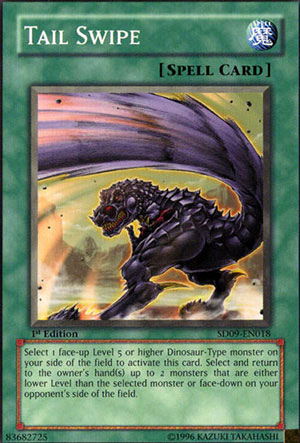 TAIL SWIPE
魔
[SPELL CARD]
1st Edition
SD09-EN018
Select 1 face-up Level 5 or higher Dinosaur-Type monster on
your side of the field to activate this card. Select and return
to the owner's hand(s) up to 2 monsters that are either
lower Level than the selected monster or face-down on your
opponent's side of the field.
83682725
©1996 KAZUKI TAKAHASHI